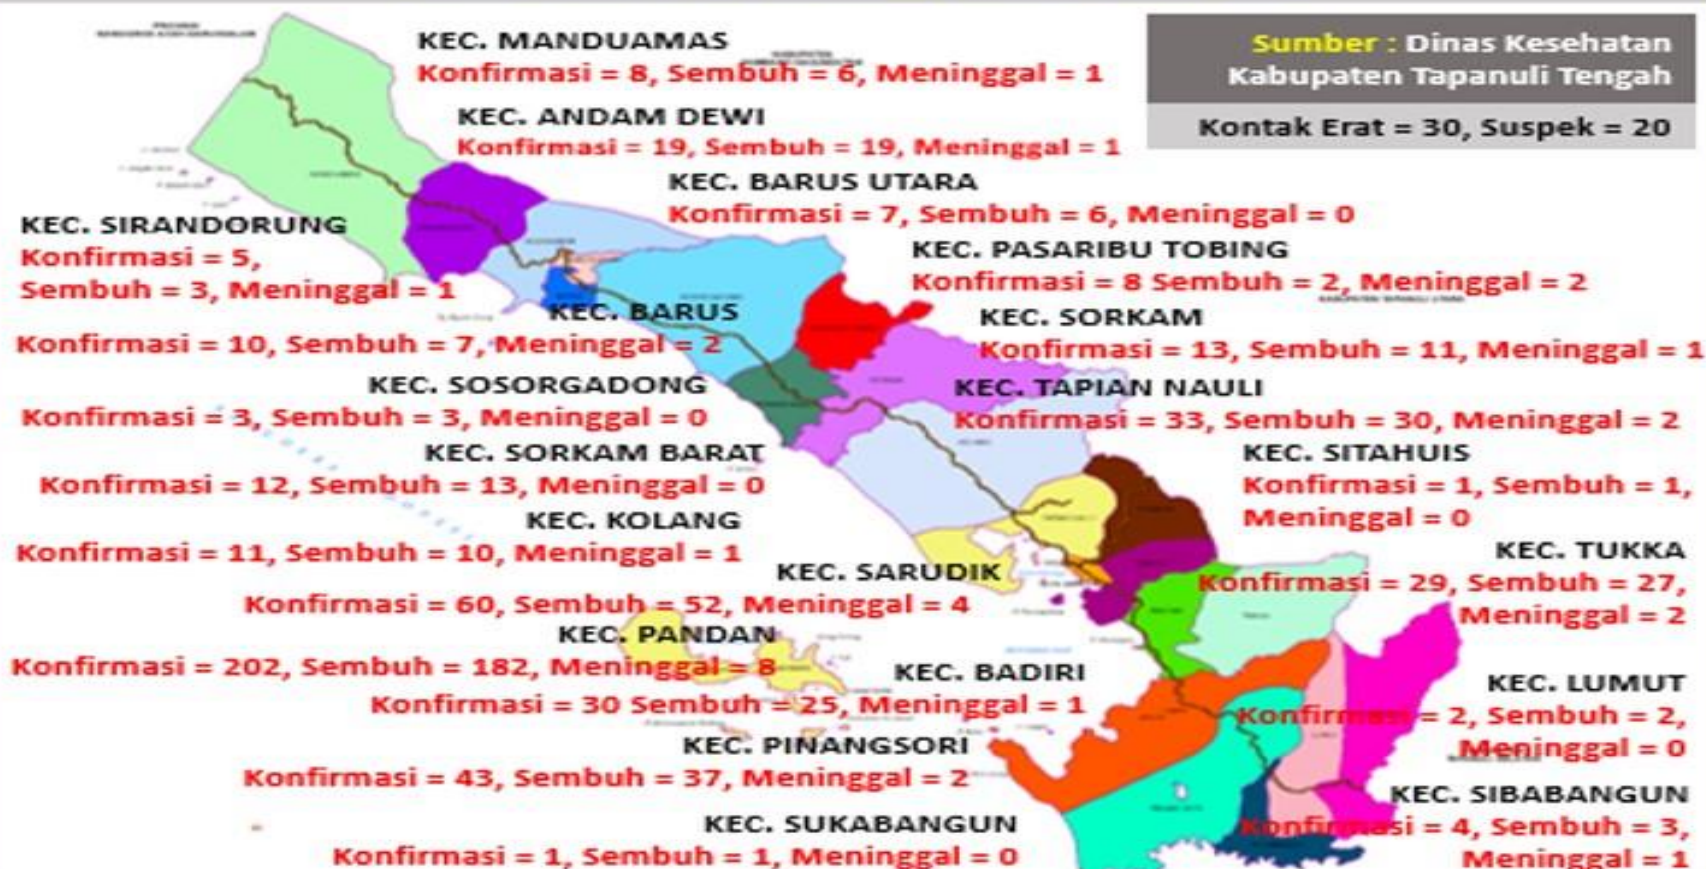 KEC. MANDUAMAS
Konfirmasi = 8, Sembuh = 6, Meninggal = 1
Sumber : Dinas Kesehatan
Kabupaten Tapanuli Tengah
Kontak Erat = 30, Suspek = 20
KEC. ANDAM DEWI
Konfirmasi = 19, Sembuh = 19, Meninggal = 1
KEC. BARUS UTARA
Konfirmasi = 7, Sembuh = 6, Meninggal = 0
KEC. SIRANDORUNG
Konfirmasi = 5,
Sembuh = 3, Meninggal = 1
KEC. PASARIBU TOBING
Konfirmasi = 8 Sembuh = 2, Meninggal = 2
KEC. BARUS
Konfirmasi = 10, Sembuh = 7, Meninggal = 2
KEC. SORKAM
Konfirmasi = 13, Sembuh = 11, Meninggal = 1
KEC. SOSORGADONG
Konfirmasi = 3, Sembuh = 3, Meninggal = 0
KEC. TAPIAN NAULI
Konfirmasi = 33, Sembuh = 30, Meninggal = 2
KEC. SORKAM BARAT
Konfirmasi = 12, Sembuh = 13, Meninggal = 0
KEC. SITAHUIS
Konfirmasi = 1, Sembuh = 1,
Meninggal = 0
KEC. KOLANG
Konfirmasi = 11, Sembuh = 10, Meninggal = 1
KEC. TUKKA
Konfirmasi = 29, Sembuh = 27,
Meninggal = 2
KEC. SARUDIK
Konfirmasi = 60, Sembuh = 52, Meninggal = 4
KEC. PANDAN
Konfirmasi = 202, Sembuh = 182, Meninggal = 8
KEC. BADIRI
Konfirmasi = 30 Sembuh = 25, Meninggal = 1
KEC. LUMUT
Konfirmasi = 2, Sembuh = 2,
Meninggal = 0
KEC. PINANGSORI
Konfirmasi = 43, Sembuh = 37, Meninggal = 2
KEC. SIBABANGUN
Konfirmasi = 4, Sembuh = 3,
Meninggal = 1
KEC. SUKABANGUN
Konfirmasi = 1, Sembuh = 1, Meninggal = 0